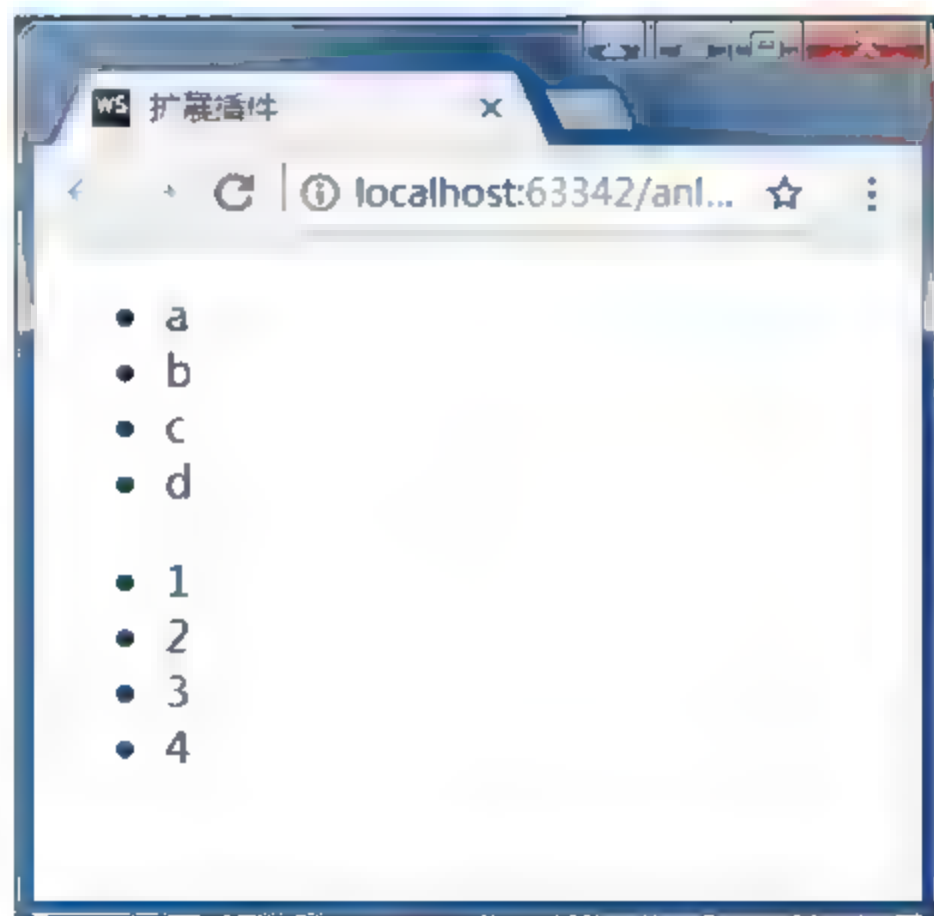 WS 扩展插件 ×
localhost:63342/anl... 
• a
• b
• c
• d
• 1
• 2
• 3
• 4